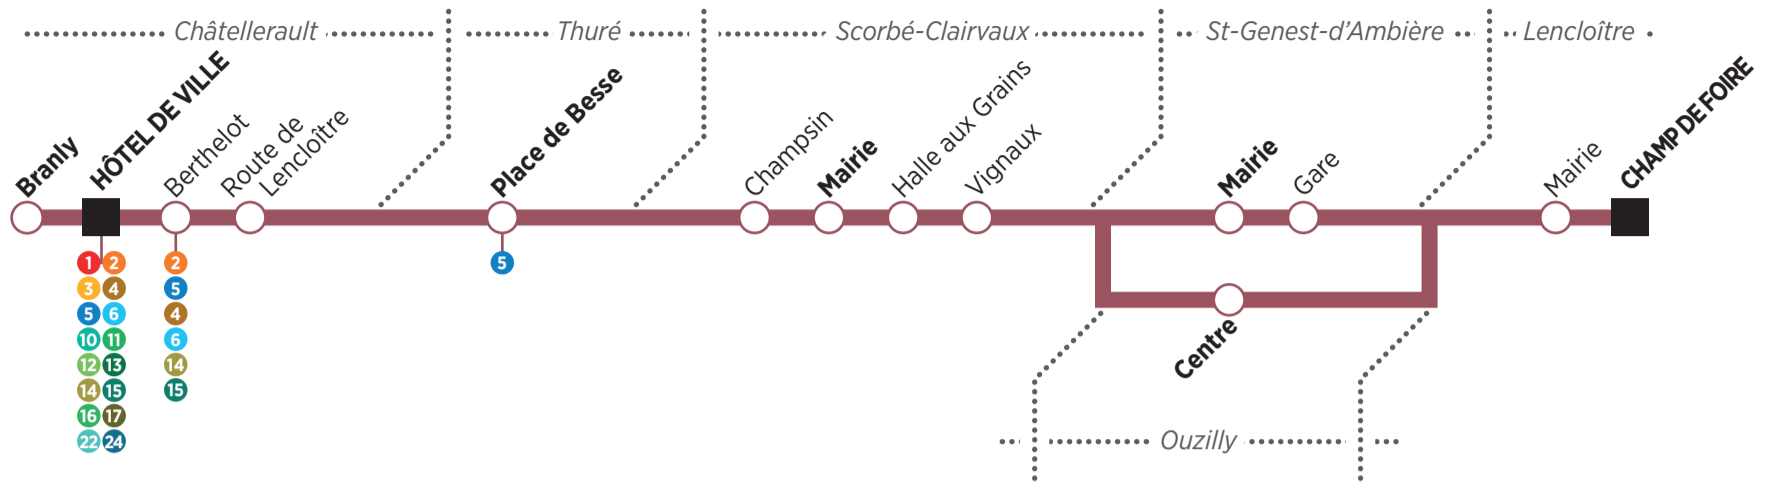 Châtellerault
Thuré
Scorbé-Clairvaux
St-Genest-d'Ambière
Lencloître
Branly
HÔTEL DE VILLE
Berthelot
Route de
Lencloître
Place de Besse
Champsin
Mairie
Halle aux Grains
Vignaux
Mairie
Gare
Mairie
CHAMP DE FOIRE
1 2
3 4
5 6
10 11
12 13
14 15
16 17
22 24
2
5
4
6
14
15
5
Centre
Ouzilly